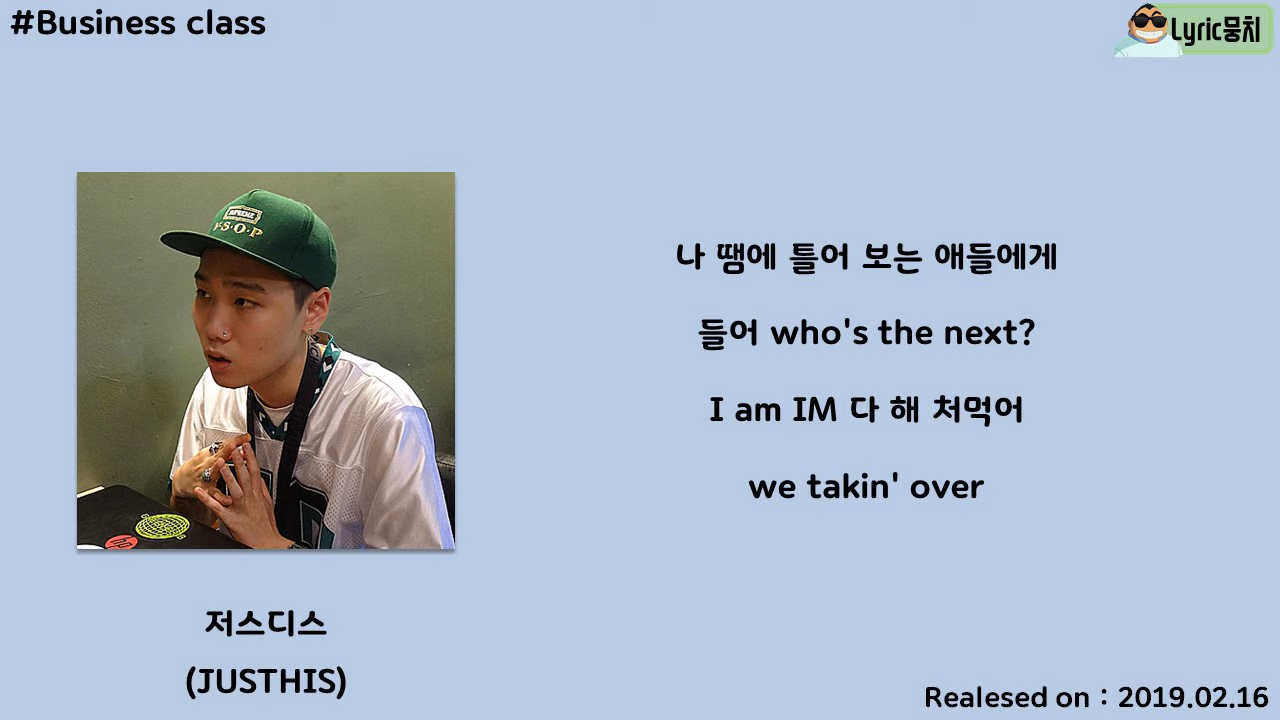 #Business class
Lyric뭉치
SUPREME
V·S·O·P
나 땜에 틀어 보는 애들에게
들어 who's the next?
I am IM 다 해 처먹어
we takin' over
hp
저스디스
(JUSTHIS)
Realesed on : 2019.02.16